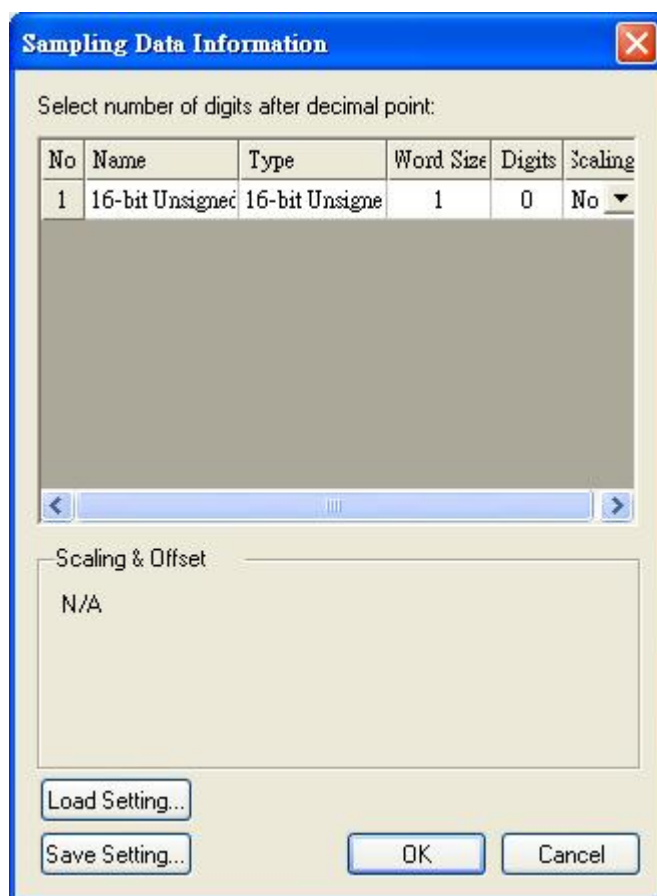 Sampling Data Information
Select number of digits after decimal point:
No Name Type Word Size Digits Scaling
1 16-bit Unsigned 16-bit Unsigne 1 0 No
Scaling & Offset
N/A
Load Setting...
Save Setting... OK Cancel